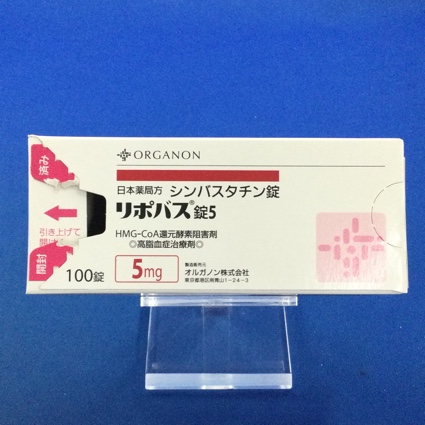 ORGANON
日本薬局方 シンバスタチン錠
リポバス®錠5
HMG-CoA還元酵素阻害剤
◎高脂血症治療剤◎
100錠
5mg
製造販売元
オルガノン株式会社
東京都港区南青山1-24-3
済み
引き上げて
開封